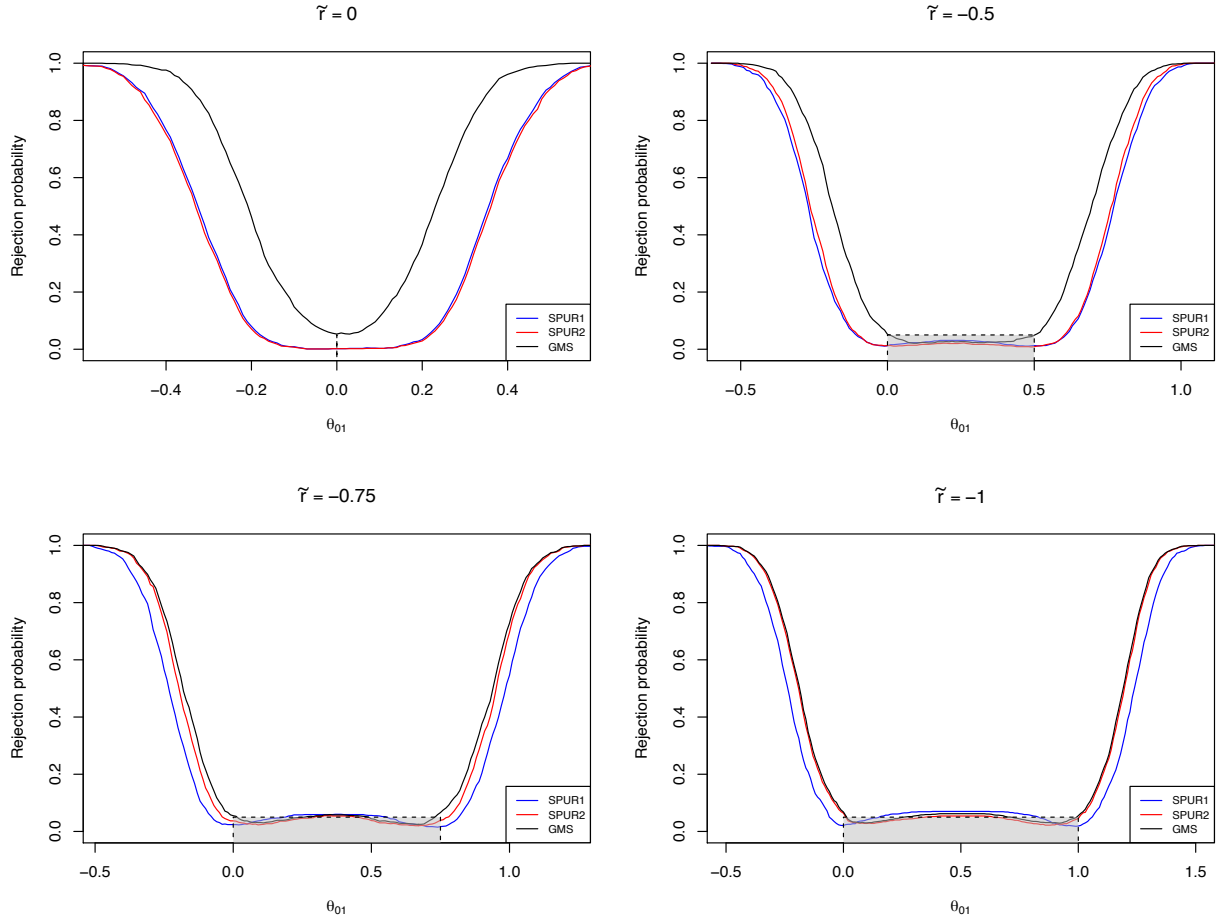 r̃ = 0
Rejection probability
0.0 0.2 0.4 0.6 0.8 1.0
SPUR1
SPUR2
GMS
−0.4 −0.2 0.0 0.2 0.4
θ01
r̃ = −0.5
Rejection probability
0.0 0.2 0.4 0.6 0.8 1.0
SPUR1
SPUR2
GMS
−0.5 0.0 0.5 1.0
θ01
r̃ = −0.75
Rejection probability
0.0 0.2 0.4 0.6 0.8 1.0
SPUR1
SPUR2
GMS
−0.5 0.0 0.5 1.0
θ01
r̃ = −1
Rejection probability
0.0 0.2 0.4 0.6 0.8 1.0
SPUR1
SPUR2
GMS
−0.5 0.0 0.5 1.0 1.5
θ01